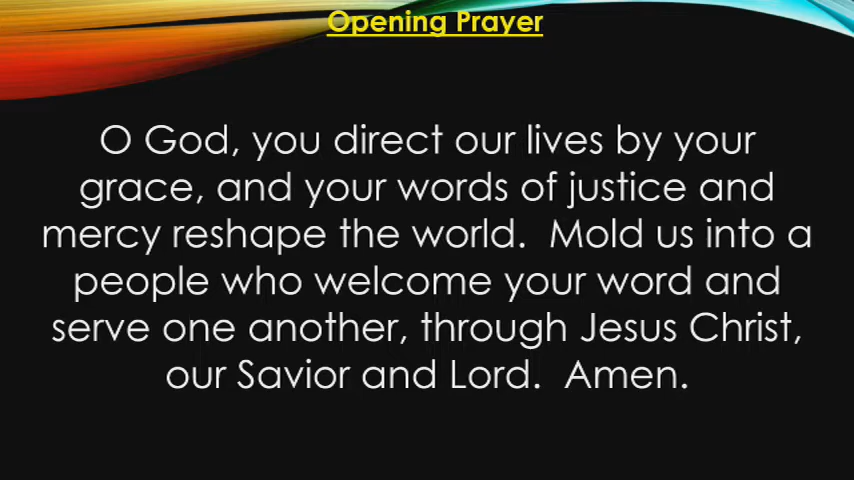 Opening Prayer
O God, you direct our lives by your
grace, and your words of justice and
mercy reshape the world.  Mold us into a
people who welcome your word and
serve one another, through Jesus Christ,
our Savior and Lord.  Amen.